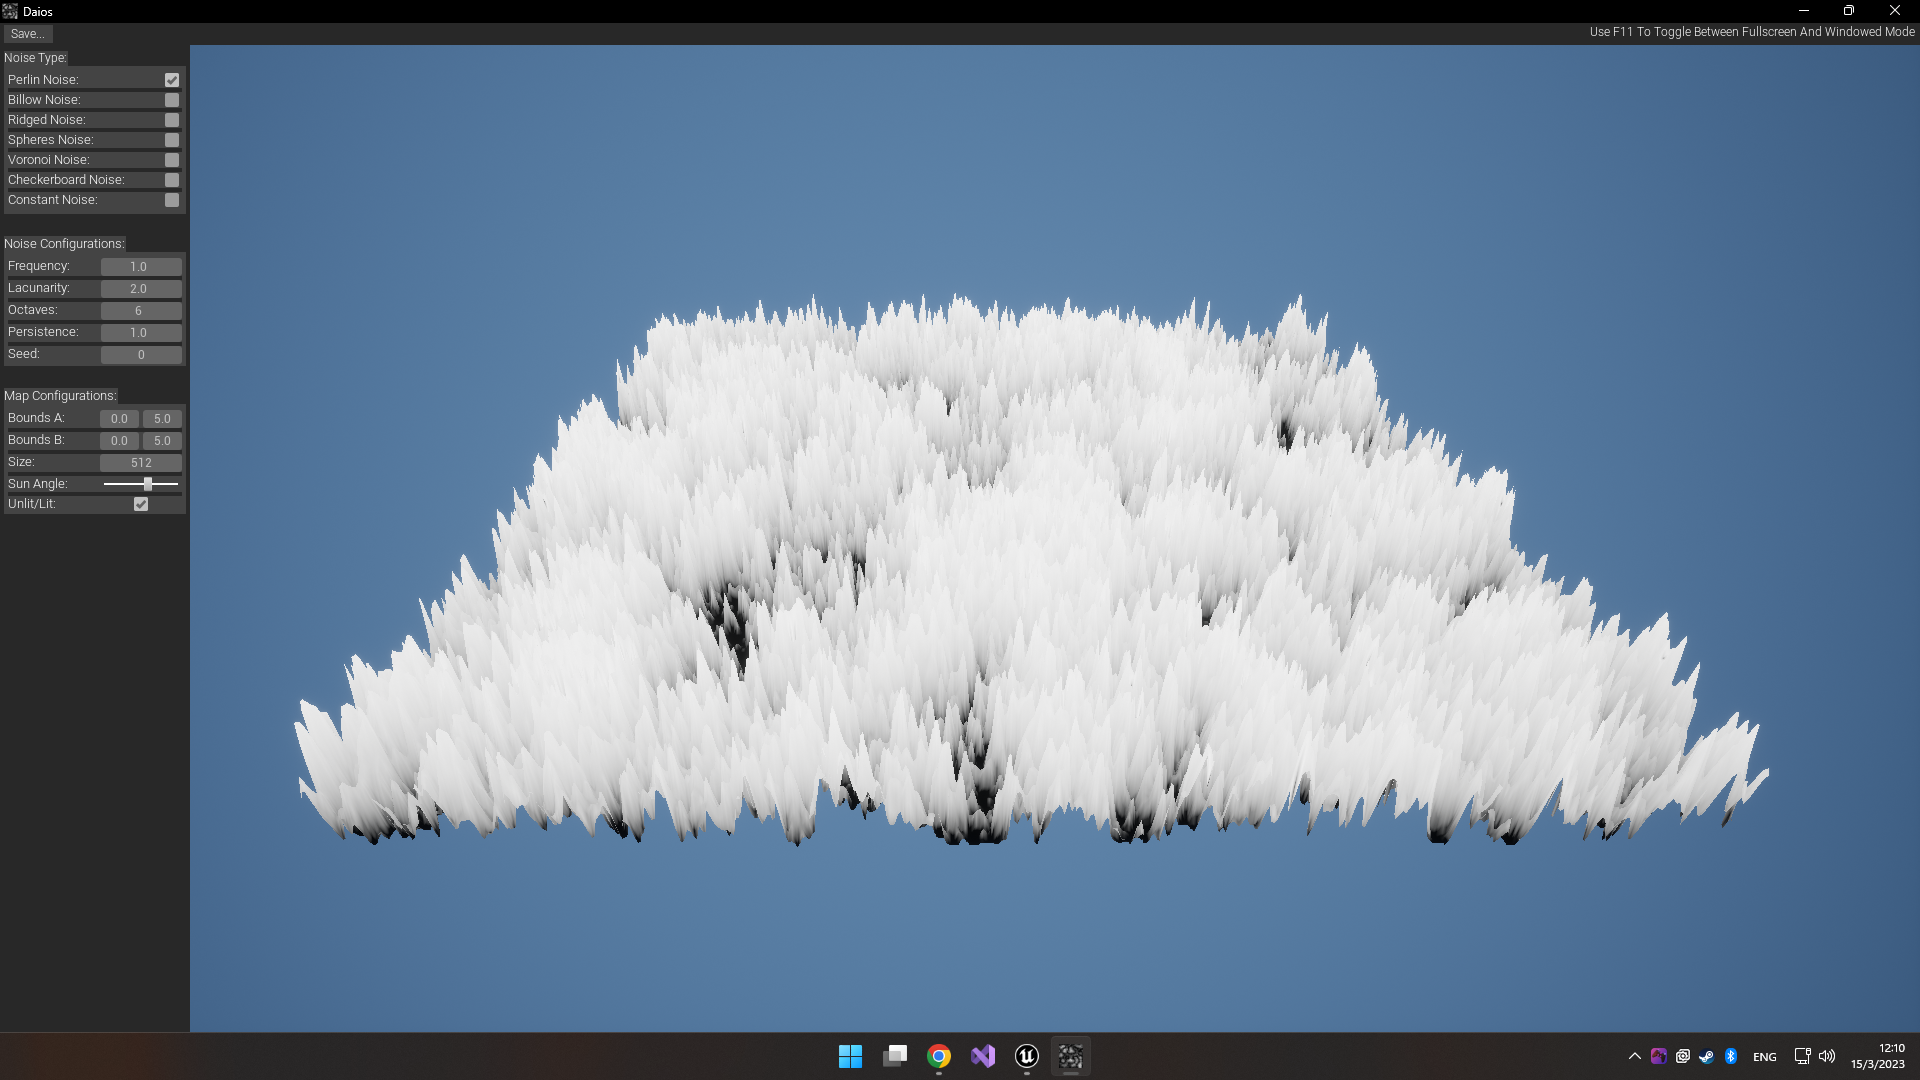 Daios
Save...
Use F11 To Toggle Between Fullscreen And Windowed Mode
Noise Type:
Perlin Noise:
Billow Noise:
Ridged Noise:
Spheres Noise:
Voronoi Noise:
Checkerboard Noise:
Constant Noise:
Noise Configurations:
Frequency: 1.0
Lacunarity: 2.0
Octaves: 6
Persistence: 1.0
Seed: 0
Map Configurations:
Bounds A: 0.0 5.0
Bounds B: 0.0 5.0
Size: 512
Sun Angle:
Unlit/Lit:
ENG
12:10
15/3/2023